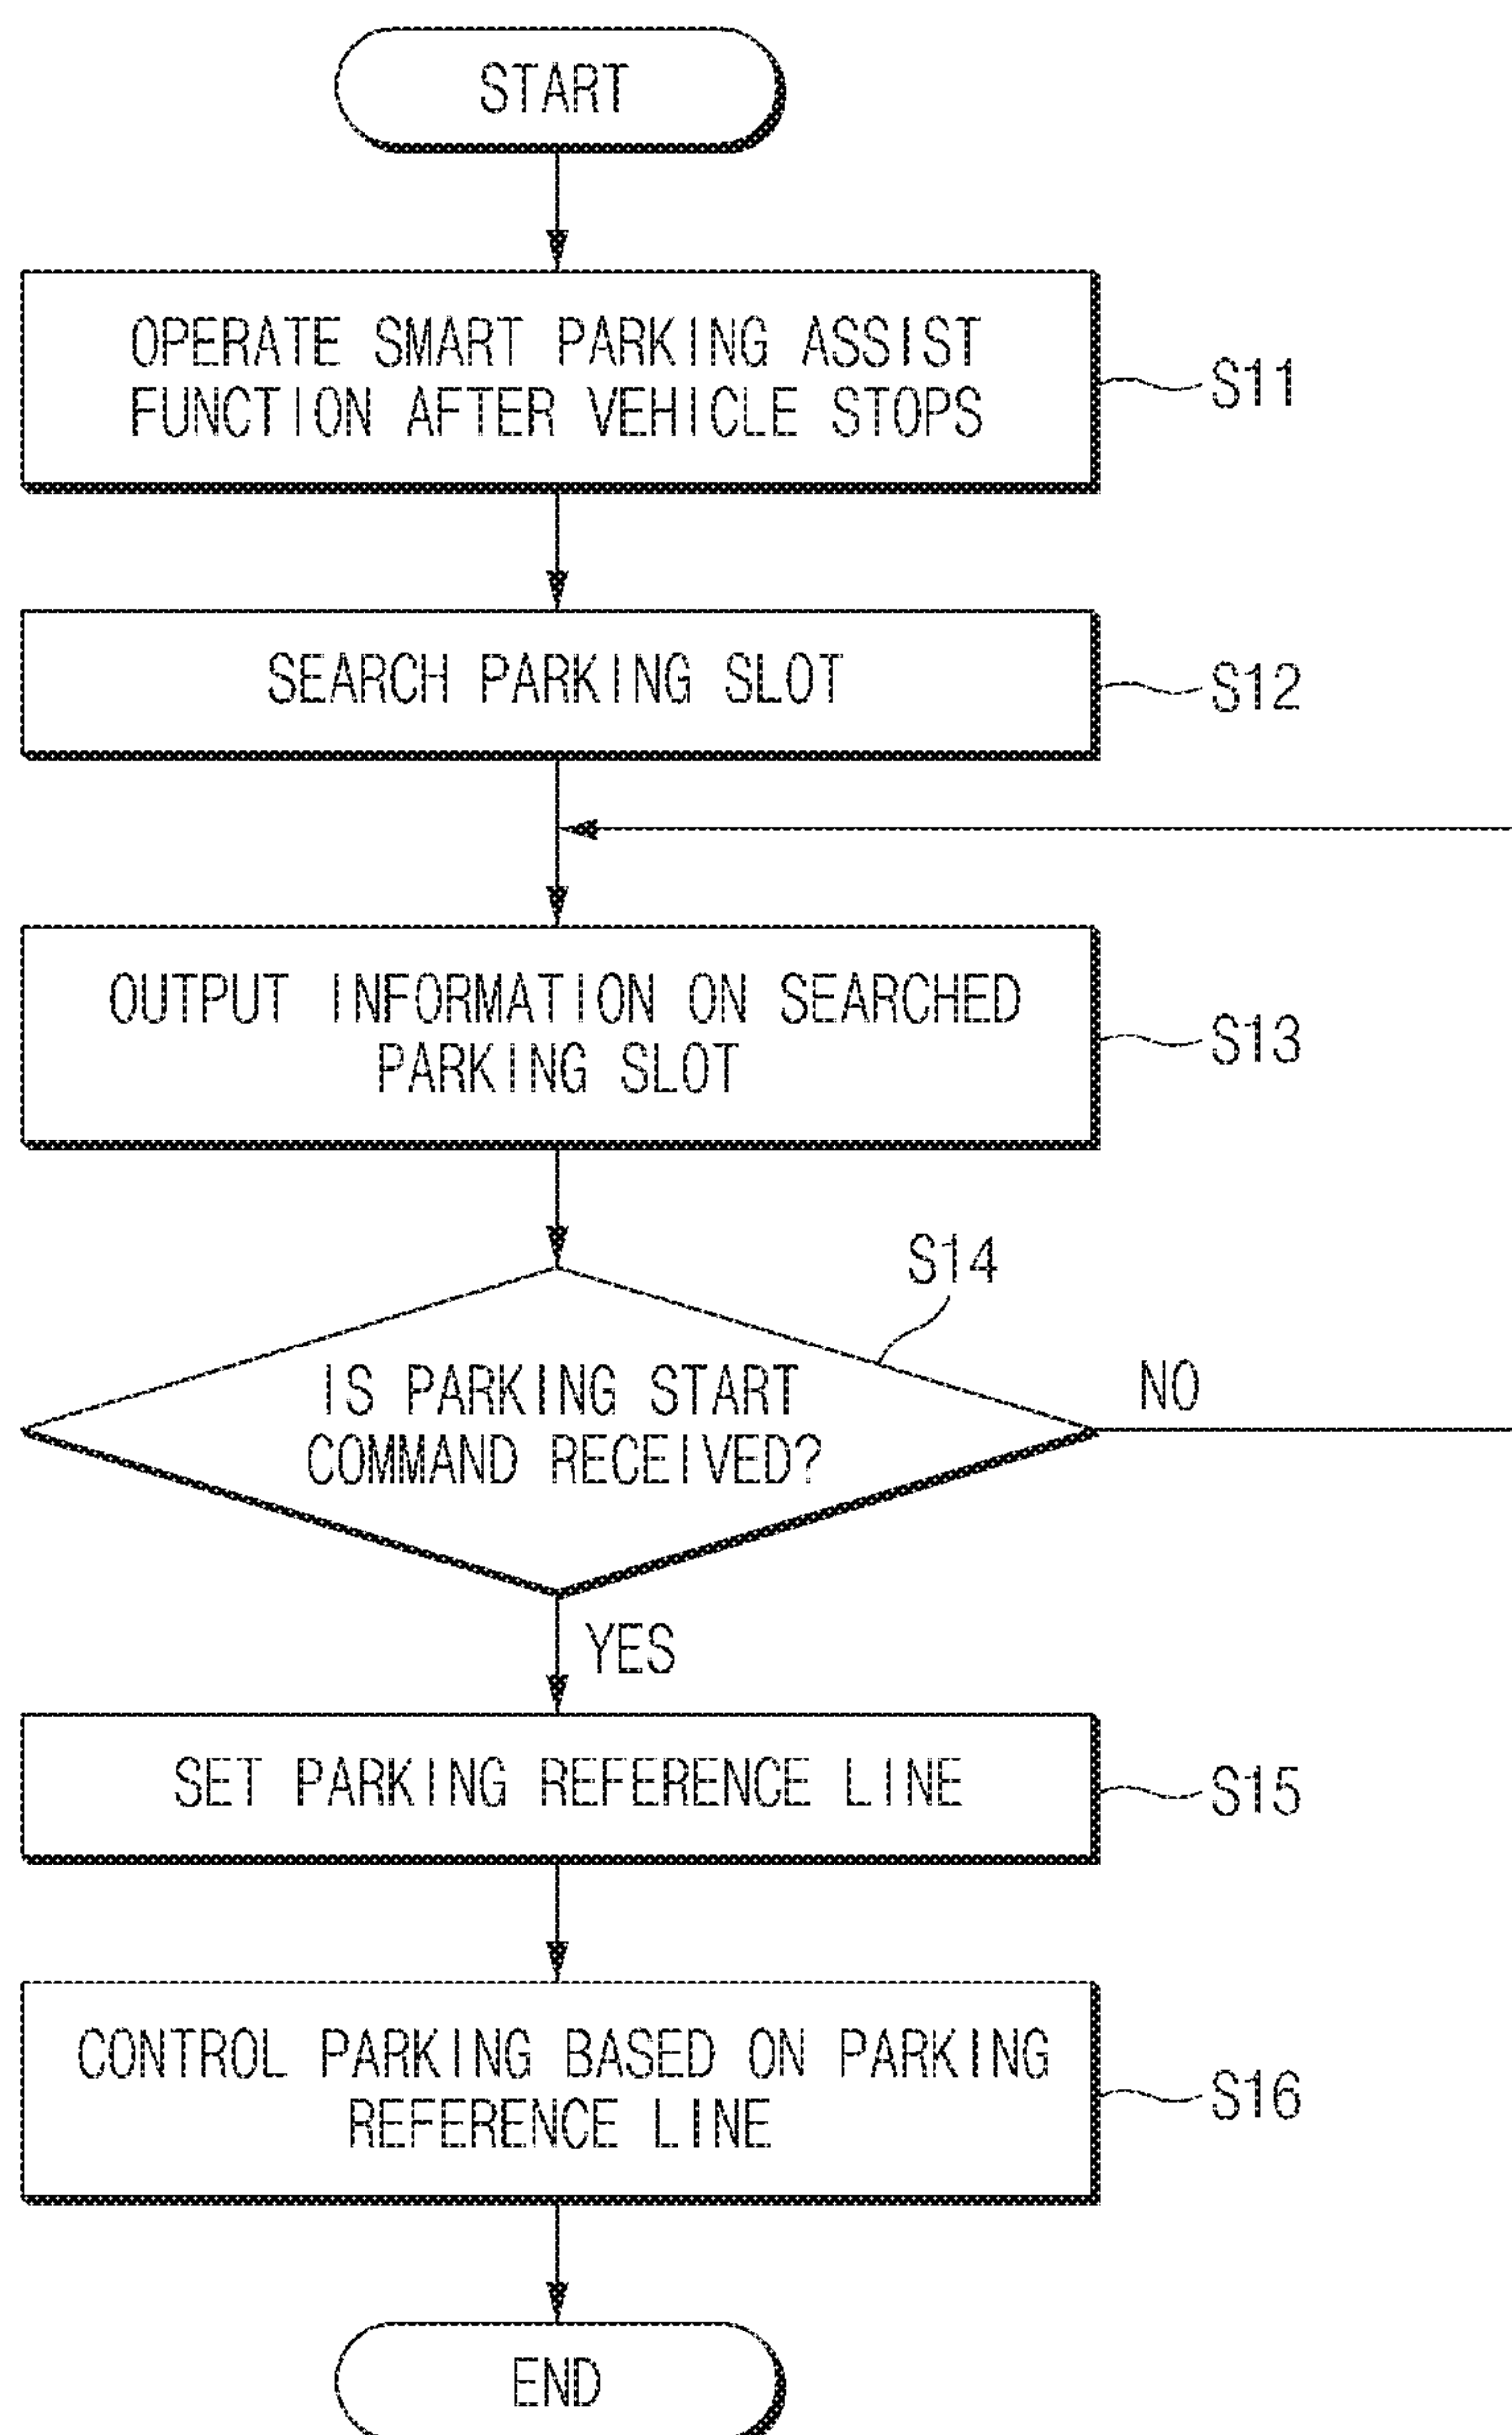 START
OPERATE SMART PARKING ASSIST
FUNCTION AFTER VEHICLE STOPS
S11
SEARCH PARKING SLOT
S12
OUTPUT INFORMATION ON SEARCHED
PARKING SLOT
S13
S14
IS PARKING START
COMMAND RECEIVED?
NO
YES
SET PARKING REFERENCE LINE
S15
CONTROL PARKING BASED ON PARKING
REFERENCE LINE
S16
END